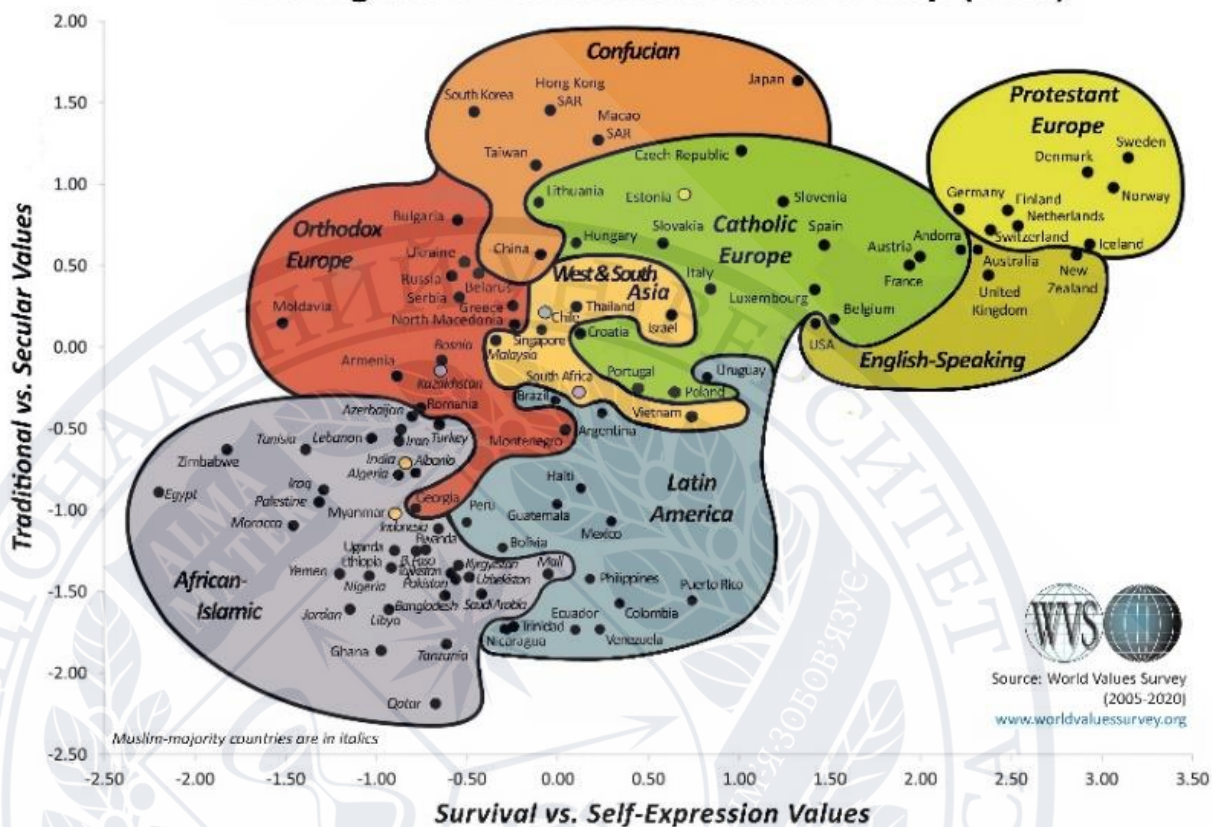 2.00
1.50
1.00
0.50
0.00
-0.50
-1.00
-1.50
-2.00
-2.50
Traditional vs. Secular Values
Confucian
Japan
Hong Kong
SAR
South Korea
Macao
SAR
Taiwan
China
Protestant
Europe
Sweden
Denmark
Norway
Germany
Finland
Netherlands
Switzerland
Iceland
Czech Republic
Lithuania
Estonia
Slovenia
Catholic
Europe
Hungary
Slovakia
Spain
Andorra
Austria
France
Italy
Luxembourg
Belgium
Croatia
Portugal
Poland
Australia
New
Zealand
United
Kingdom
USA
English-Speaking
Orthodox
Europe
Bulgaria
Ukraine
Russia
Belarus
Serbia
Greece
North Macedonia
Moldavia
Bosnia
Armenia
Kazakhstan
Romania
Montenegro
Georgia
West & South
Asia
Thailand
Chile
Israel
Singapore
Malaysia
South Africa
Vietnam
Uruguay
Brazil
Argentina
Latin
America
Haiti
Guatemala
Mexico
Peru
Bolivia
Mali
Philippines
Puerto Rico
Ecuador
Colombia
Trinidad
Nicaragua
Venezuela
Azerbaijan
Tunisia
Lebanon
Iran
Turkey
Zimbabwe
India
Albania
Algeria
Iraq
Egypt
Palestine
Myanmar
Morocco
Indonesia
Rwanda
Uganda
Ethiopia
B. Faso
Kyrgyzstan
Yemen
Nigeria
Pakistan
Uzbekistan
African-
Islamic
Jordan
Libya
Bangladesh
Saudi Arabia
Ghana
Tanzania
Qatar
Muslim-majority countries are in italics
WVS
Source: World Values Survey
(2005-2020)
www.worldvaluessurvey.org
-2.50 -2.00 -1.50 -1.00 -0.50 0.00 0.50 1.00 1.50 2.00 2.50 3.00 3.50
Survival vs. Self-Expression Values